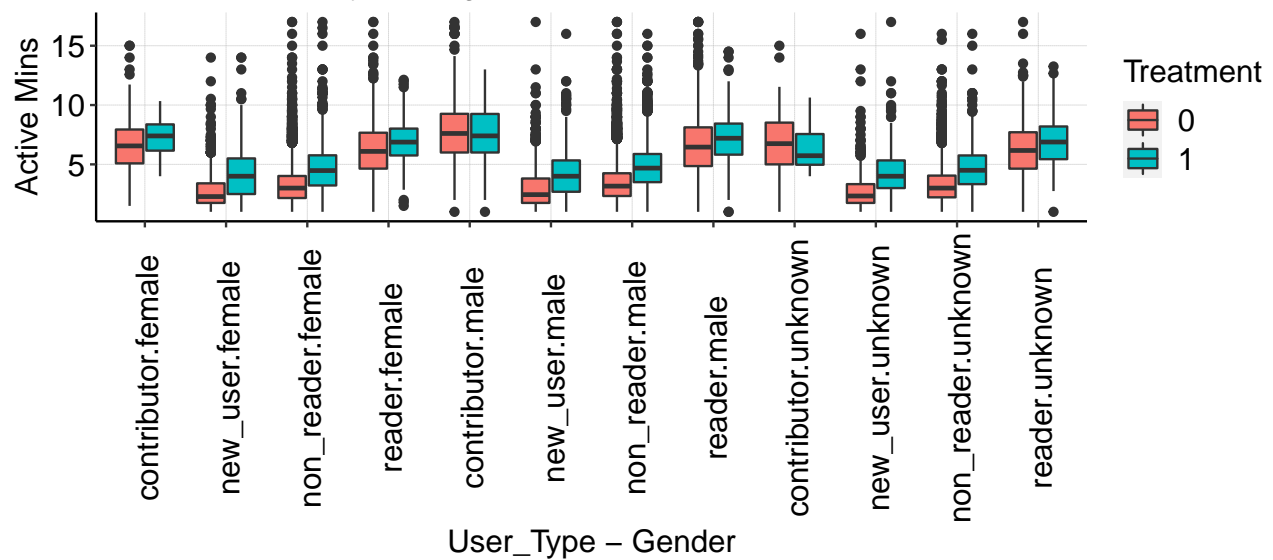 Active Mins
15
10
5
contributor.female
new_user.female
non_reader.female
reader.female
contributor.male
new_user.male
non_reader.male
reader.male
contributor.unknown
new_user.unknown
non_reader.unknown
reader.unknown
User_Type – Gender
Treatment
0
1